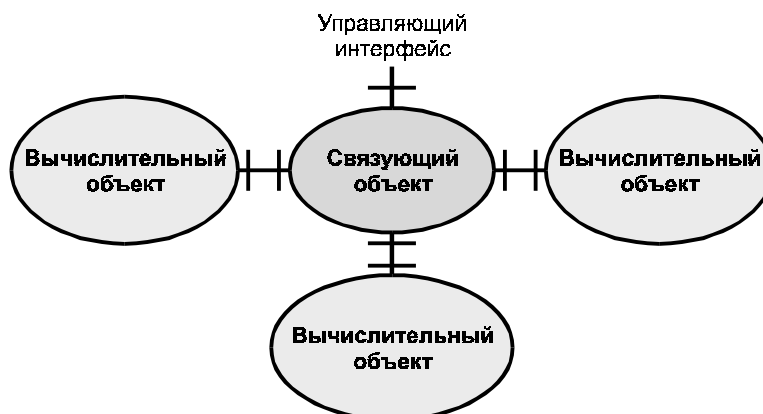 Управляющий
интерфейс
Вычислительный
объект
Связующий
объект
Вычислительный
объект
Вычислительный
объект